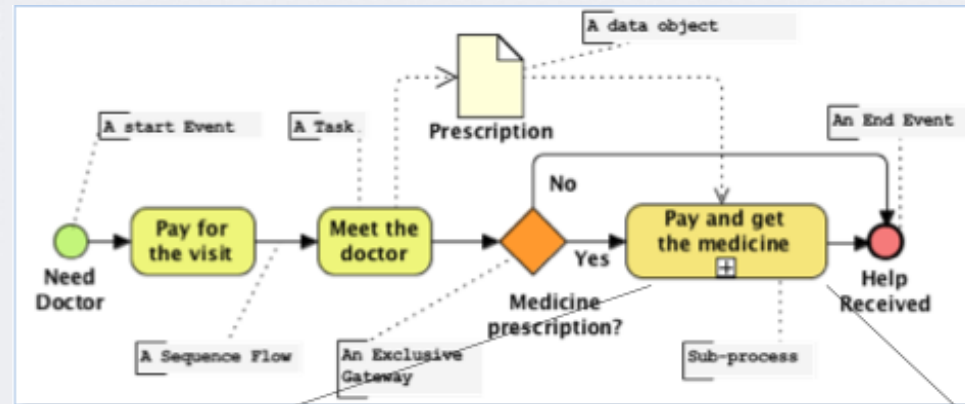 A data object
A start Event
A Task
Prescription
An End Event
No
Pay for
the visit
Meet the
doctor
Pay and get
the medicine
Yes
Need
Doctor
Medicine
prescription?
Help
Received
A Sequence Flow
An Exclusive
Gateway
Sub-process